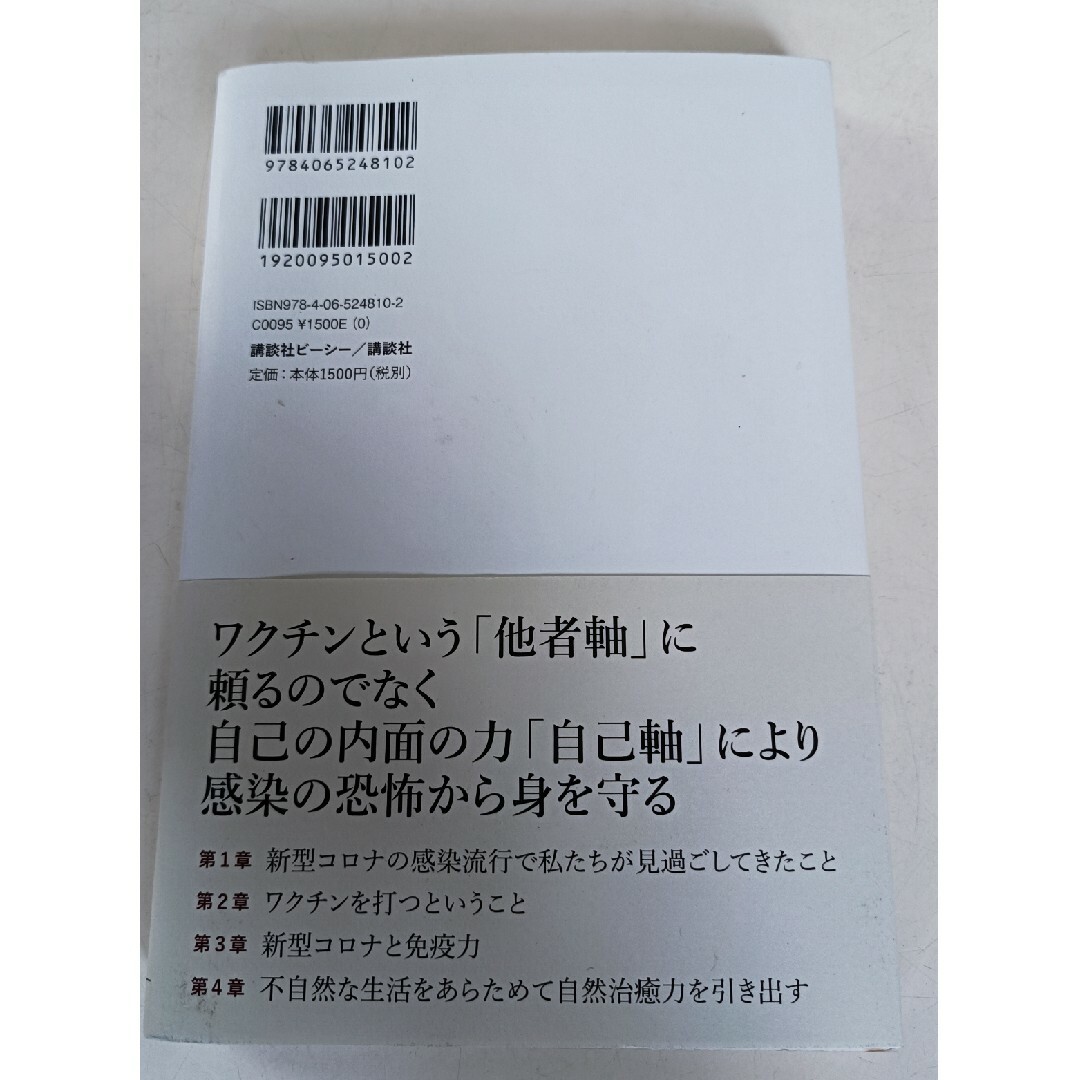 9784065248102
1920095015002
ISBN978-4-06-524810-2
C0095 ¥1500E (0)
講談社ビーシー／講談社
定価：本体1500円（税別）
ワクチンという「他者軸」に
頼るのでなく
自己の内面の力「自己軸」により
感染の恐怖から身を守る
第1章 新型コロナの感染流行で私たちが見過ごしてきたこと
第2章 ワクチンを打つということ
第3章 新型コロナと免疫力
第4章 不自然な生活をあらためて自然治癒力を引き出す